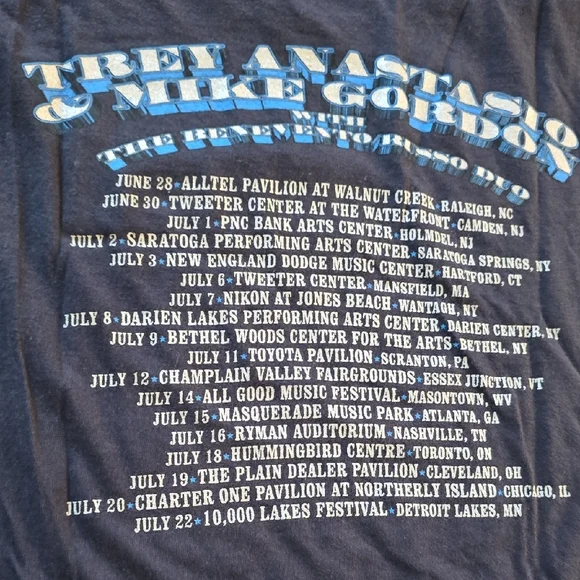 TREY ANASTASIO
& MIKE GORDON
WITH
THE BENEVENTO/RUSSO DUO
JUNE 28★ALLTEL PAVILION AT WALNUT CREEK★RALEIGH, NC
JUNE 30★TWEETER CENTER AT THE WATERFRONT★CAMDEN, NJ
JULY 1★PNC BANK ARTS CENTER★HOLMDEL, NJ
JULY 2★SARATOGA PERFORMING ARTS CENTER★SARATOGA SPRINGS, NY
JULY 3★NEW ENGLAND DODGE MUSIC CENTER★HARTFORD, CT
JULY 6★TWEETER CENTER★MANSFIELD, MA
JULY 7★NIKON AT JONES BEACH★WANTAGH, NY
JULY 8★DARIEN LAKES PERFORMING ARTS CENTER★DARIEN CENTER, NY
JULY 9★BETHEL WOODS CENTER FOR THE ARTS★BETHEL, NY
JULY 11★TOYOTA PAVILION★SCRANTON, PA
JULY 12★CHAMPLAIN VALLEY FAIRGROUNDS★ESSEX JUNCTION, VT
JULY 14★ALL GOOD MUSIC FESTIVAL★MASONTOWN, WV
JULY 15★MASQUERADE MUSIC PARK★ATLANTA, GA
JULY 16★RYMAN AUDITORIUM★NASHVILLE, TN
JULY 18★HUMMINGBIRD CENTRE★TORONTO, ON
JULY 19★THE PLAIN DEALER PAVILION★CLEVELAND, OH
JULY 20★CHARTER ONE PAVILION AT NORTHERLY ISLAND★CHICAGO, IL
JULY 22★10,000 LAKES FESTIVAL★DETROIT LAKES, MN